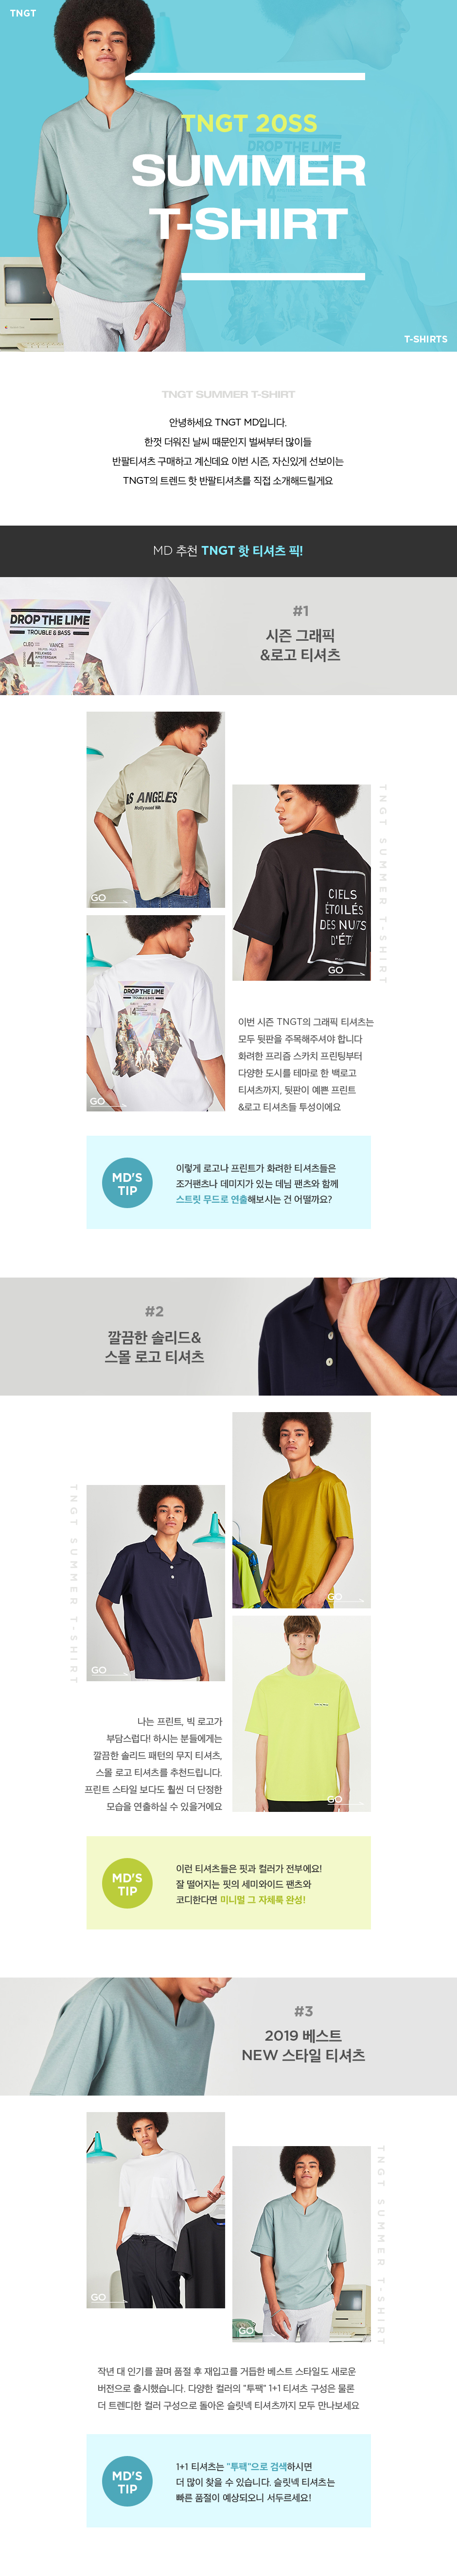 TNGT
TNGT 20SS
SUMMER
T-SHIRT
T-SHIRTS
TNGT SUMMER T-SHIRT
안녕하세요 TNGT MD입니다.
한껏 더워진 날씨 때문인지 벌써부터 많이들
반팔티셔츠 구매하고 계신데요 이번 시즌, 자신있게 선보이는
TNGT의 트렌드 핫 반팔티셔츠를 직접 소개해드릴게요
MD 추천 TNGT 핫 티셔츠 픽!
DROP THE LIME
TROUBLE & BASS
#1
시즌 그래픽
&로고 티셔츠
LOS ANGELES
GO
TNGT SUMMER T-SHIRT
CIELS
ÉTOILÉS
DES NUITS
D'ÉTÉ
GO
DROP THE LIME
GO
이번 시즌 TNGT의 그래픽 티셔츠는
모두 뒷판을 주목해주셔야 합니다
화려한 프리즘 스카치 프린팅부터
다양한 도시를 테마로 한 백로고
티셔츠까지, 뒷판이 예쁜 프린트
&로고 티셔츠들 투성이에요
MD'S
TIP
이렇게 로고나 프린트가 화려한 티셔츠들은
조거팬츠나 데미지가 있는 데님 팬츠와 함께
스트릿 무드로 연출해보시는 건 어떨까요?
#2
깔끔한 솔리드&
스몰 로고 티셔츠
TNGT SUMMER T-SHIRT
GO
GO
GO
나는 프린트, 빅 로고가
부담스럽다! 하시는 분들에게는
깔끔한 솔리드 패턴의 무지 티셔츠,
스몰 로고 티셔츠를 추천드립니다.
프린트 스타일 보다도 훨씬 더 단정한
모습을 연출하실 수 있을거에요
MD'S
TIP
이런 티셔츠들은 핏과 컬러가 전부에요!
잘 떨어지는 핏의 세미와이드 팬츠와
코디한다면 미니멀 그 자체룩 완성!
#3
2019 베스트
NEW 스타일 티셔츠
GO
GO
TNGT SUMMER T-SHIRT
작년 대 인기를 끌며 품절 후 재입고를 거듭한 베스트 스타일도 새로운
버전으로 출시했습니다. 다양한 컬러의 "투팩" 1+1 티셔츠 구성은 물론
더 트렌디한 컬러 구성으로 돌아온 슬릿넥 티셔츠까지 모두 만나보세요
MD'S
TIP
1+1 티셔츠는 "투팩"으로 검색하시면
더 많이 찾을 수 있습니다. 슬릿넥 티셔츠는
빠른 품절이 예상되오니 서두르세요!